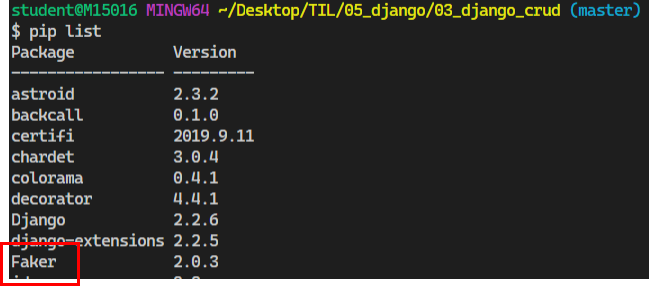 student@M15016 MINGW64 ~/Desktop/TIL/05_django/03_django_crud (master)
$ pip list
Package Version
----------------- ---------
astroid 2.3.2
backcall 0.1.0
certifi 2019.9.11
chardet 3.0.4
colorama 0.4.1
decorator 4.4.1
Django 2.2.6
django-extensions 2.2.5
Faker 2.0.3